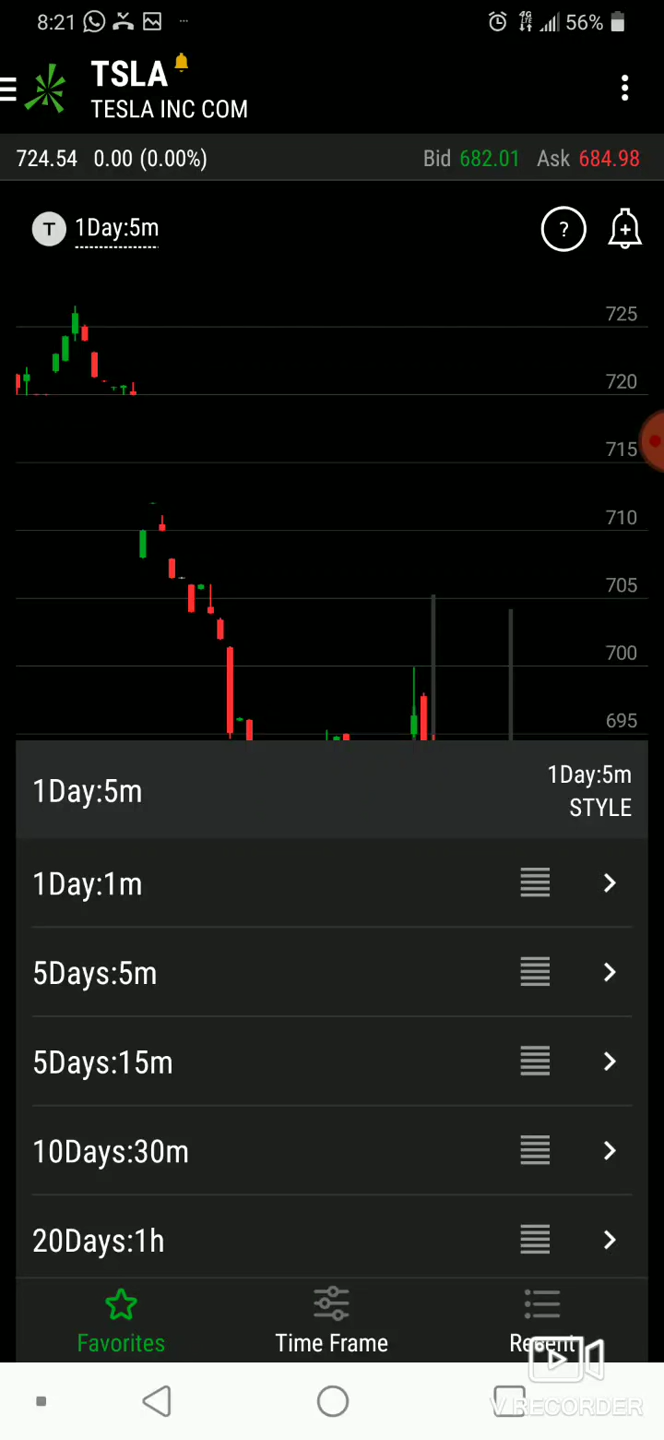 8:21 56%
TSLA
TESLA INC COM
724.54 0.00 (0.00%) Bid 682.01 Ask 684.98
T 1Day:5m ?
725
720
715
710
705
700
695
1Day:5m 1Day:5m
STYLE
1Day:1m
5Days:5m
5Days:15m
10Days:30m
20Days:1h
Favorites Time Frame Recent
V RECORDER